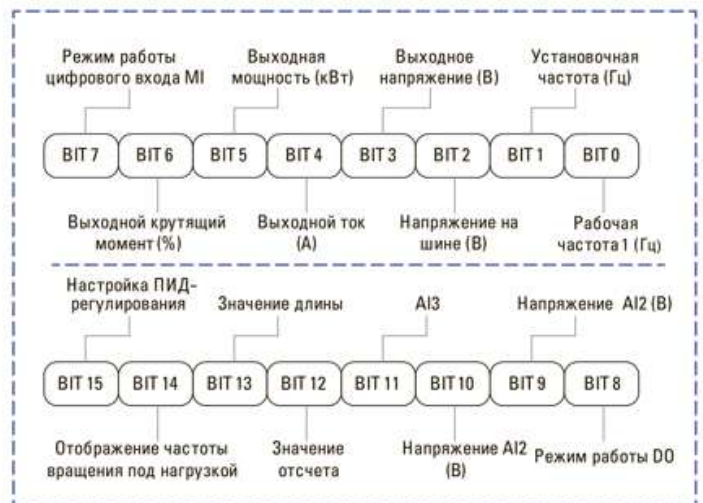 Режим работы
цифрового входа MI
Выходная
мощность (кВт)
Выходное
напряжение (В)
Установочная
частота (Гц)
BIT 7
BIT 6
BIT 5
BIT 4
BIT 3
BIT 2
BIT 1
BIT 0
Выходной крутящий
момент (%)
Выходной ток
(А)
Напряжение на
шине (В)
Рабочая
частота 1 (Гц)
Настройка ПИД-
регулирования
Значение длины
AI3
Напряжение AI2 (В)
BIT 15
BIT 14
BIT 13
BIT 12
BIT 11
BIT 10
BIT 9
BIT 8
Отображение частоты
вращения под нагрузкой
Значение
отсчета
Напряжение AI2
(В)
Режим работы DO